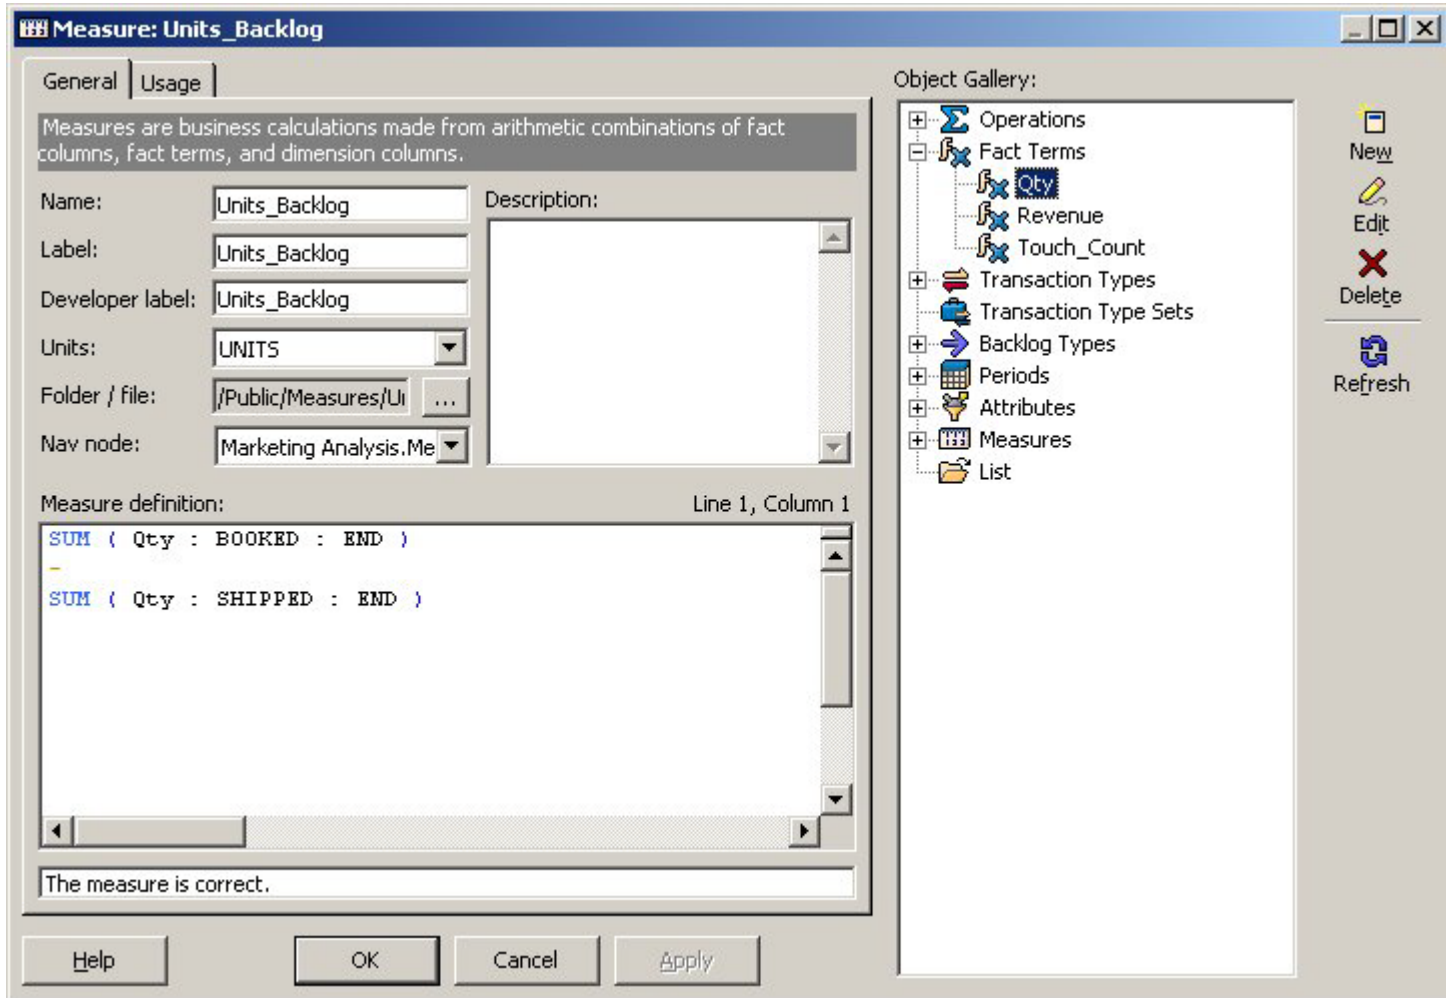 Measure: Units_Backlog
General
Usage
Measures are business calculations made from arithmetic combinations of fact
columns, fact terms, and dimension columns.
Name:
Units_Backlog
Label:
Units_Backlog
Developer label:
Units_Backlog
Units:
UNITS
Folder / file:
/Public/Measures/Ui
...
Nav node:
Marketing Analysis.Me
Description:
Measure definition:
Line 1, Column 1
SUM ( Qty : BOOKED : END )
-
SUM ( Qty : SHIPPED : END )
The measure is correct.
Help
OK
Cancel
Apply
Object Gallery:
Operations
Fact Terms
Qty
Revenue
Touch_Count
Transaction Types
Transaction Type Sets
Backlog Types
Periods
Attributes
Measures
List
New
Edit
Delete
Refresh